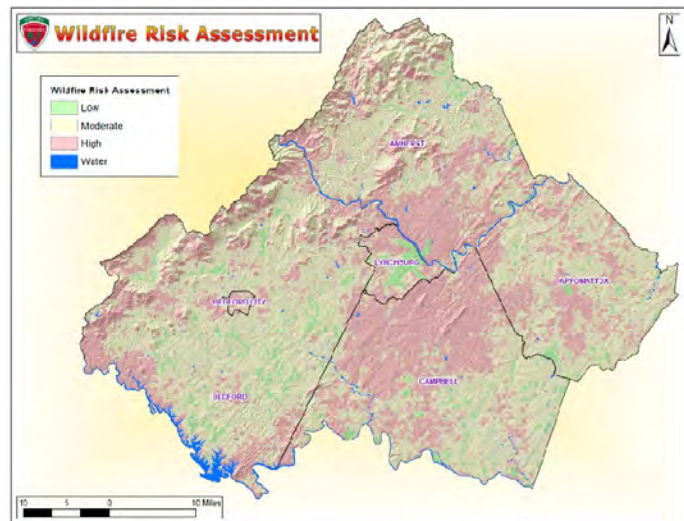 Wildfire Risk Assessment
N
Wildfire Risk Assessment
Low
Moderate
High
Water
AMHERST
LYNCHBURG
APPOMATTOX
BEDFORD CITY
CAMPBELL
BEDFORD
10 5 0 10 Miles